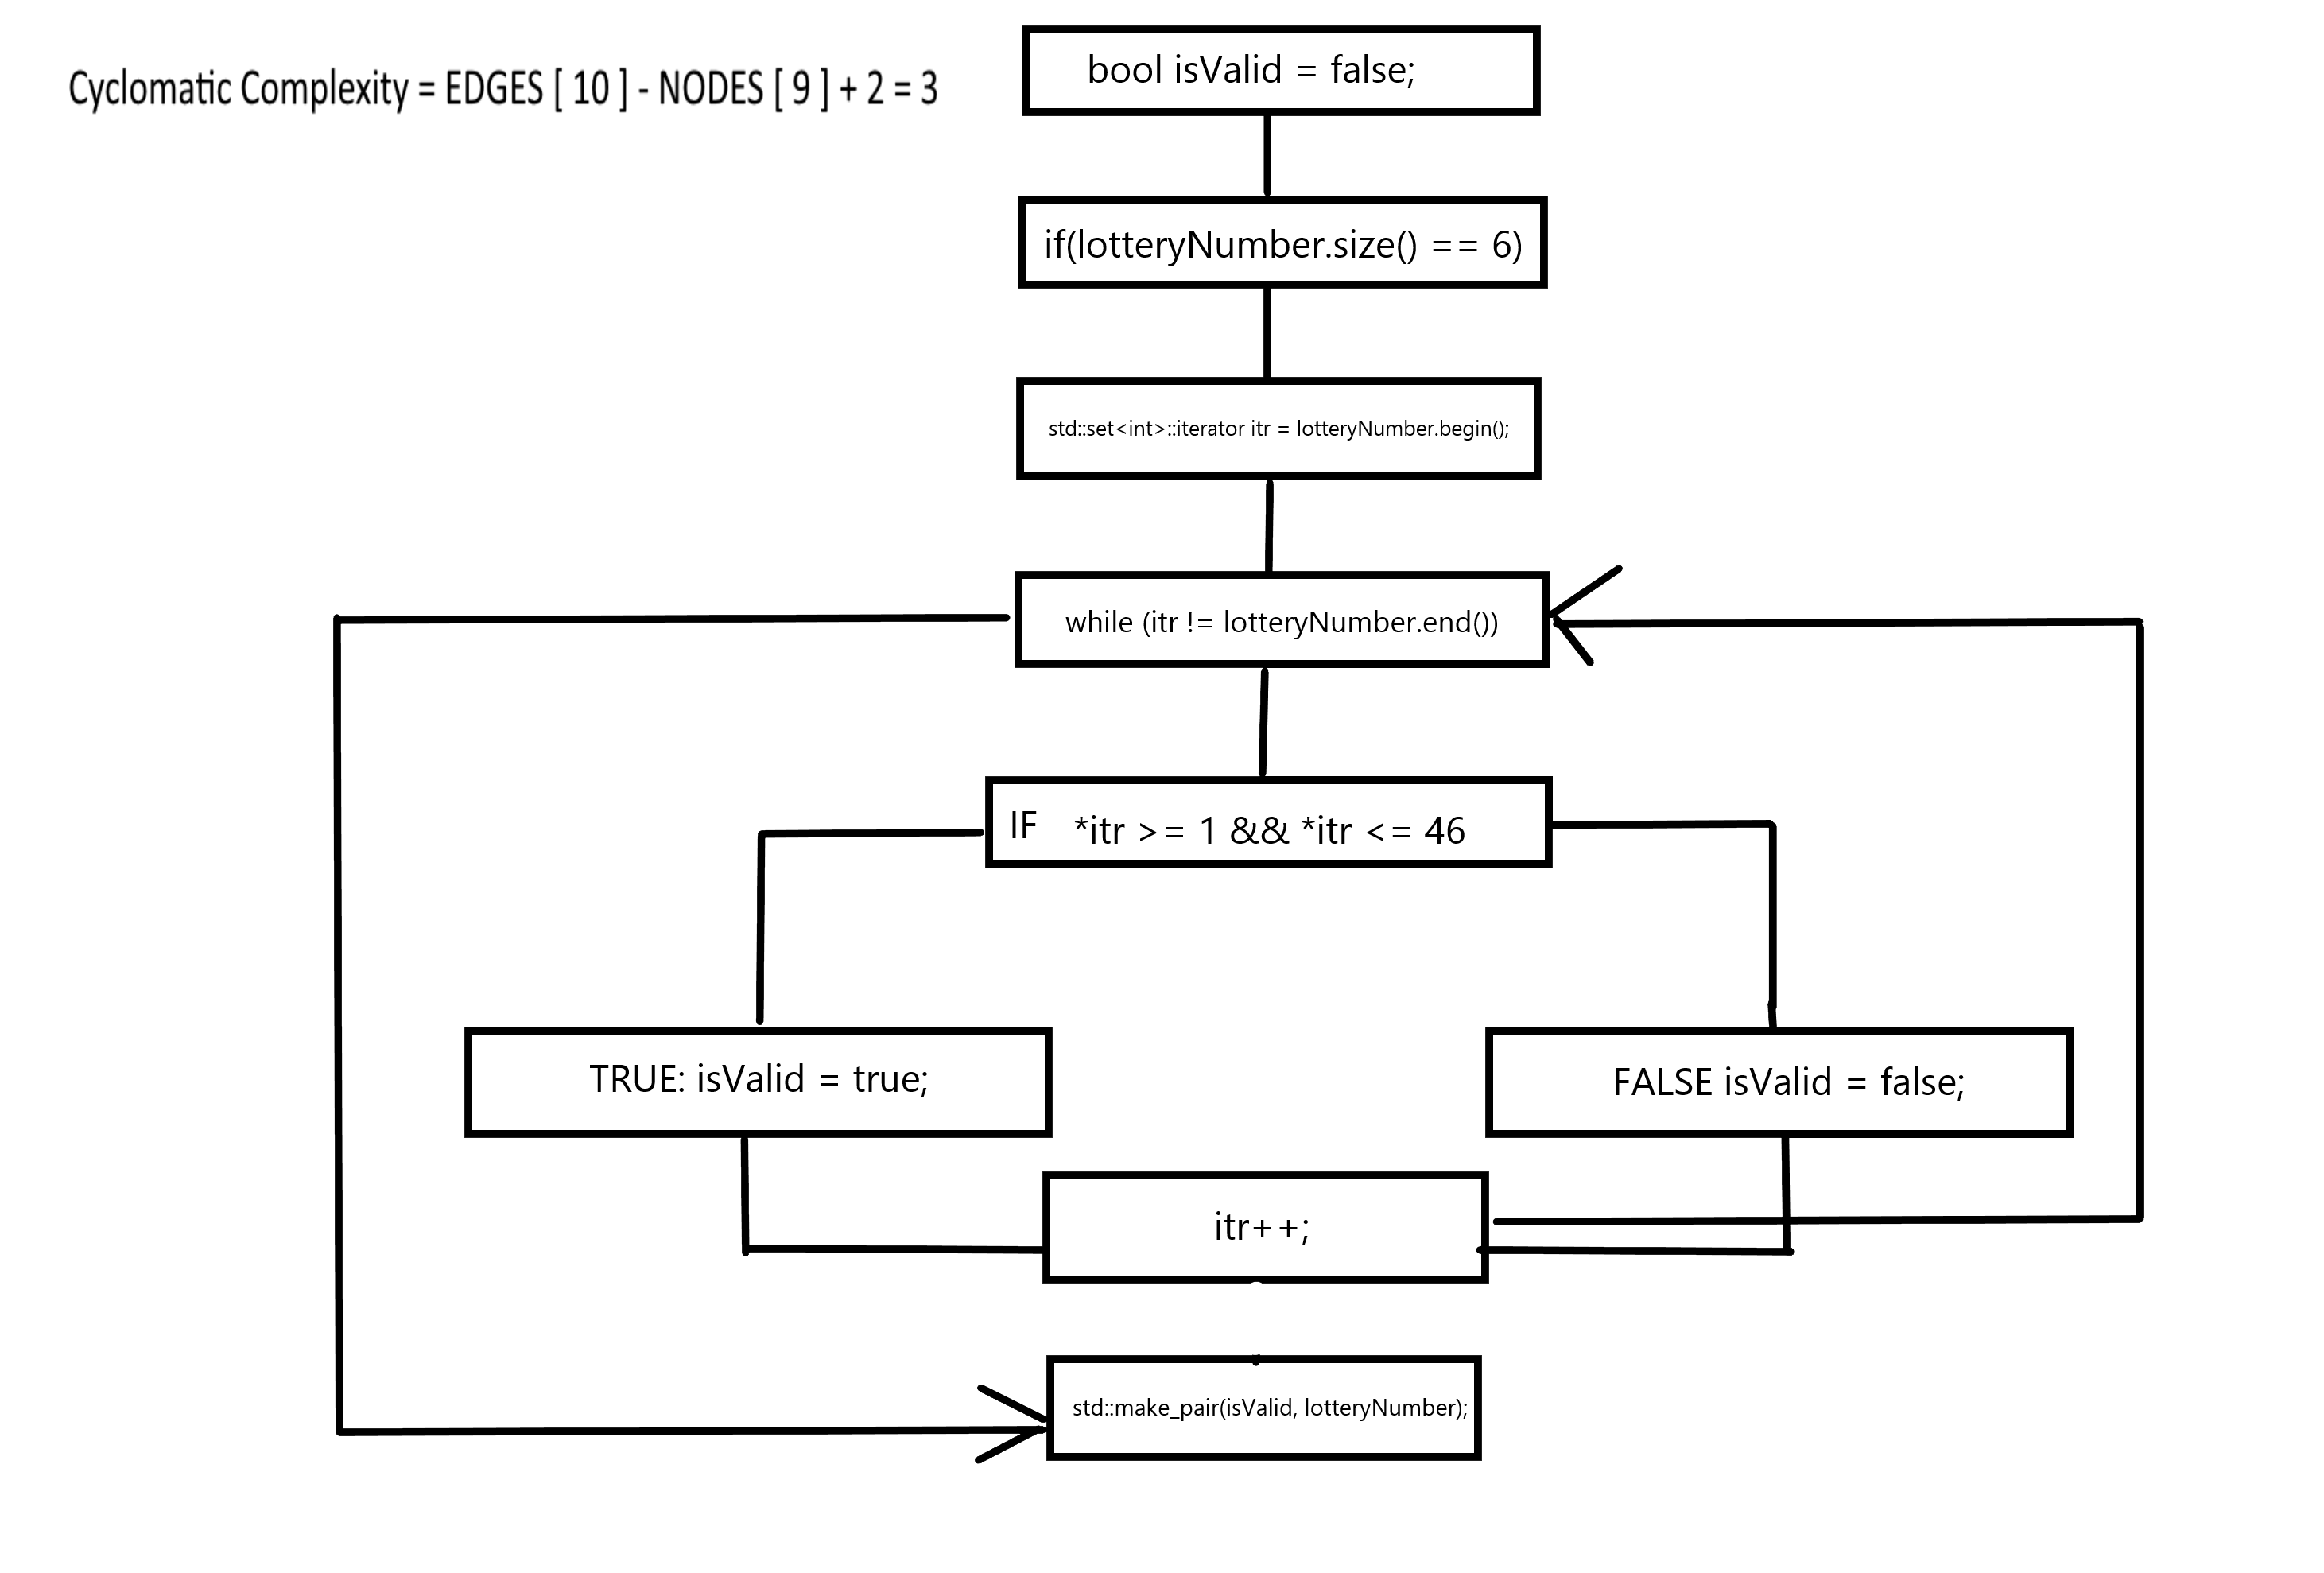 Cyclomatic Complexity = EDGES [ 10 ] - NODES [ 9 ] + 2 = 3
bool isValid = false;
if(lotteryNumber.size() == 6)
std::set<int>::iterator itr = lotteryNumber.begin();
while (itr != lotteryNumber.end())
IF *itr >= 1 && *itr <= 46
TRUE: isValid = true;
FALSE isValid = false;
itr++;
std::make_pair(isValid, lotteryNumber);